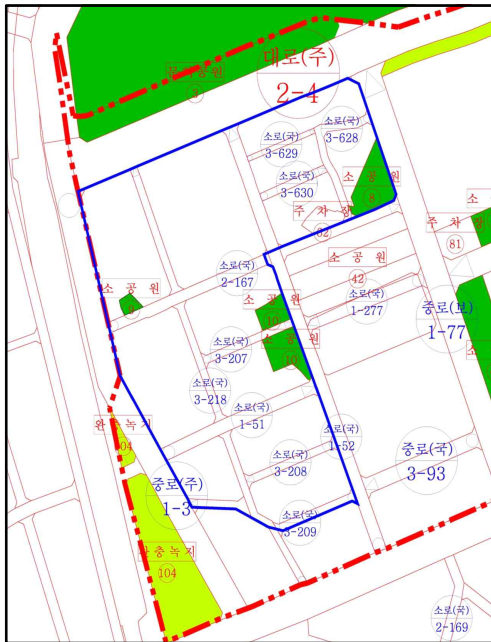 대로(주)
2-4
3
소로(국)
3-628
소로(국)
3-629
소로(국)
3-630
소 공 원
8
주 차 장
82
소
주 차 장
81
소 공 원
42
소로(국)
2-167
소 공 원
9
소 공 원
10
소로(국)
1-277
중로(보)
1-77
소 공 원
10
소로(국)
3-207
소로(국)
3-218
소로(국)
1-51
소로(국)
1-52
완충녹지
104
소로(국)
3-208
중로(국)
3-93
중로(주)
1-3
소로(국)
3-209
완충녹지
104
소로(국)
2-169